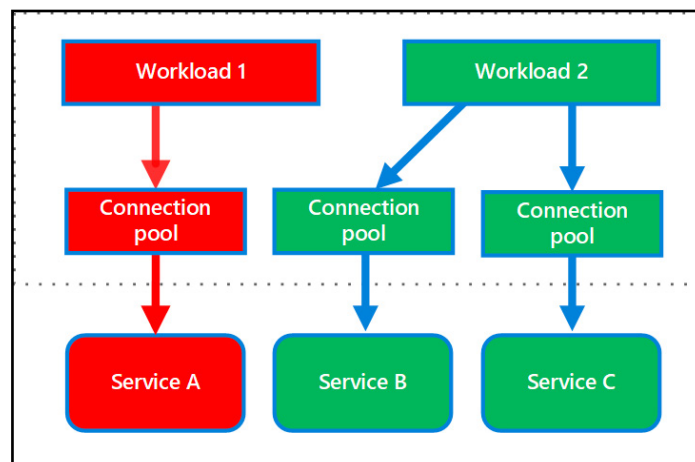 Workload 1
Workload 2
Connection
pool
Connection
pool
Connection
pool
Service A
Service B
Service C